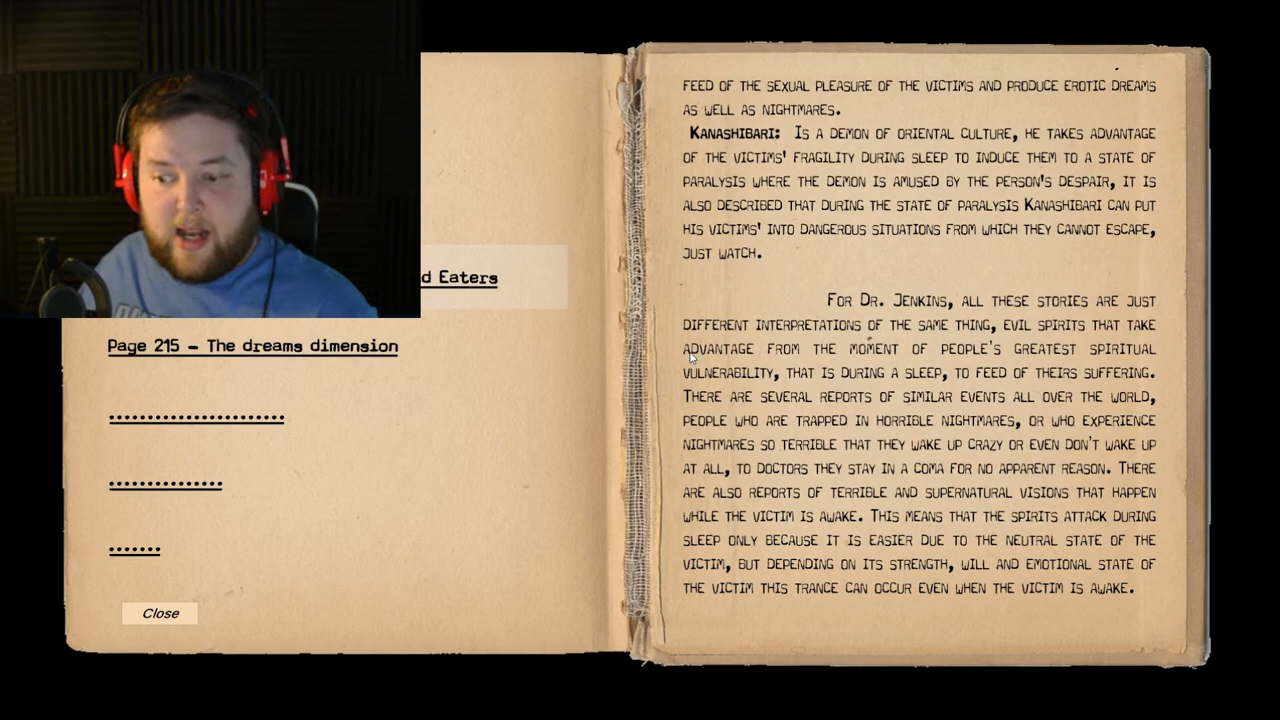 d Eaters
Page 215 – The dreams dimension
.......................
...............
.......
Close
FEED OF THE SEXUAL PLEASURE OF THE VICTIMS AND PRODUCE EROTIC DREAMS
AS WELL AS NIGHTMARES.
KANASHIBARI: IS A DEMON OF ORIENTAL CULTURE, HE TAKES ADVANTAGE
OF THE VICTIMS' FRAGILITY DURING SLEEP TO INDUCE THEM TO A STATE OF
PARALYSIS WHERE THE DEMON IS AMUSED BY THE PERSON'S DESPAIR, IT IS
ALSO DESCRIBED THAT DURING THE STATE OF PARALYSIS KANASHIBARI CAN PUT
HIS VICTIMS' INTO DANGEROUS SITUATIONS FROM WHICH THEY CANNOT ESCAPE,
JUST WATCH.
FOR DR. JENKINS, ALL THESE STORIES ARE JUST
DIFFERENT INTERPRETATIONS OF THE SAME THING, EVIL SPIRITS THAT TAKE
ADVANTAGE FROM THE MOMENT OF PEOPLE'S GREATEST SPIRITUAL
VULNERABILITY, THAT IS DURING A SLEEP, TO FEED OF THEIRS SUFFERING.
THERE ARE SEVERAL REPORTS OF SIMILAR EVENTS ALL OVER THE WORLD,
PEOPLE WHO ARE TRAPPED IN HORRIBLE NIGHTMARES, OR WHO EXPERIENCE
NIGHTMARES SO TERRIBLE THAT THEY WAKE UP CRAZY OR EVEN DON'T WAKE UP
AT ALL, TO DOCTORS THEY STAY IN A COMA FOR NO APPARENT REASON. THERE
ARE ALSO REPORTS OF TERRIBLE AND SUPERNATURAL VISIONS THAT HAPPEN
WHILE THE VICTIM IS AWAKE. THIS MEANS THAT THE SPIRITS ATTACK DURING
SLEEP ONLY BECAUSE IT IS EASIER DUE TO THE NEUTRAL STATE OF THE
VICTIM, BUT DEPENDING ON ITS STRENGTH, WILL AND EMOTIONAL STATE OF
THE VICTIM THIS TRANCE CAN OCCUR EVEN WHEN THE VICTIM IS AWAKE.